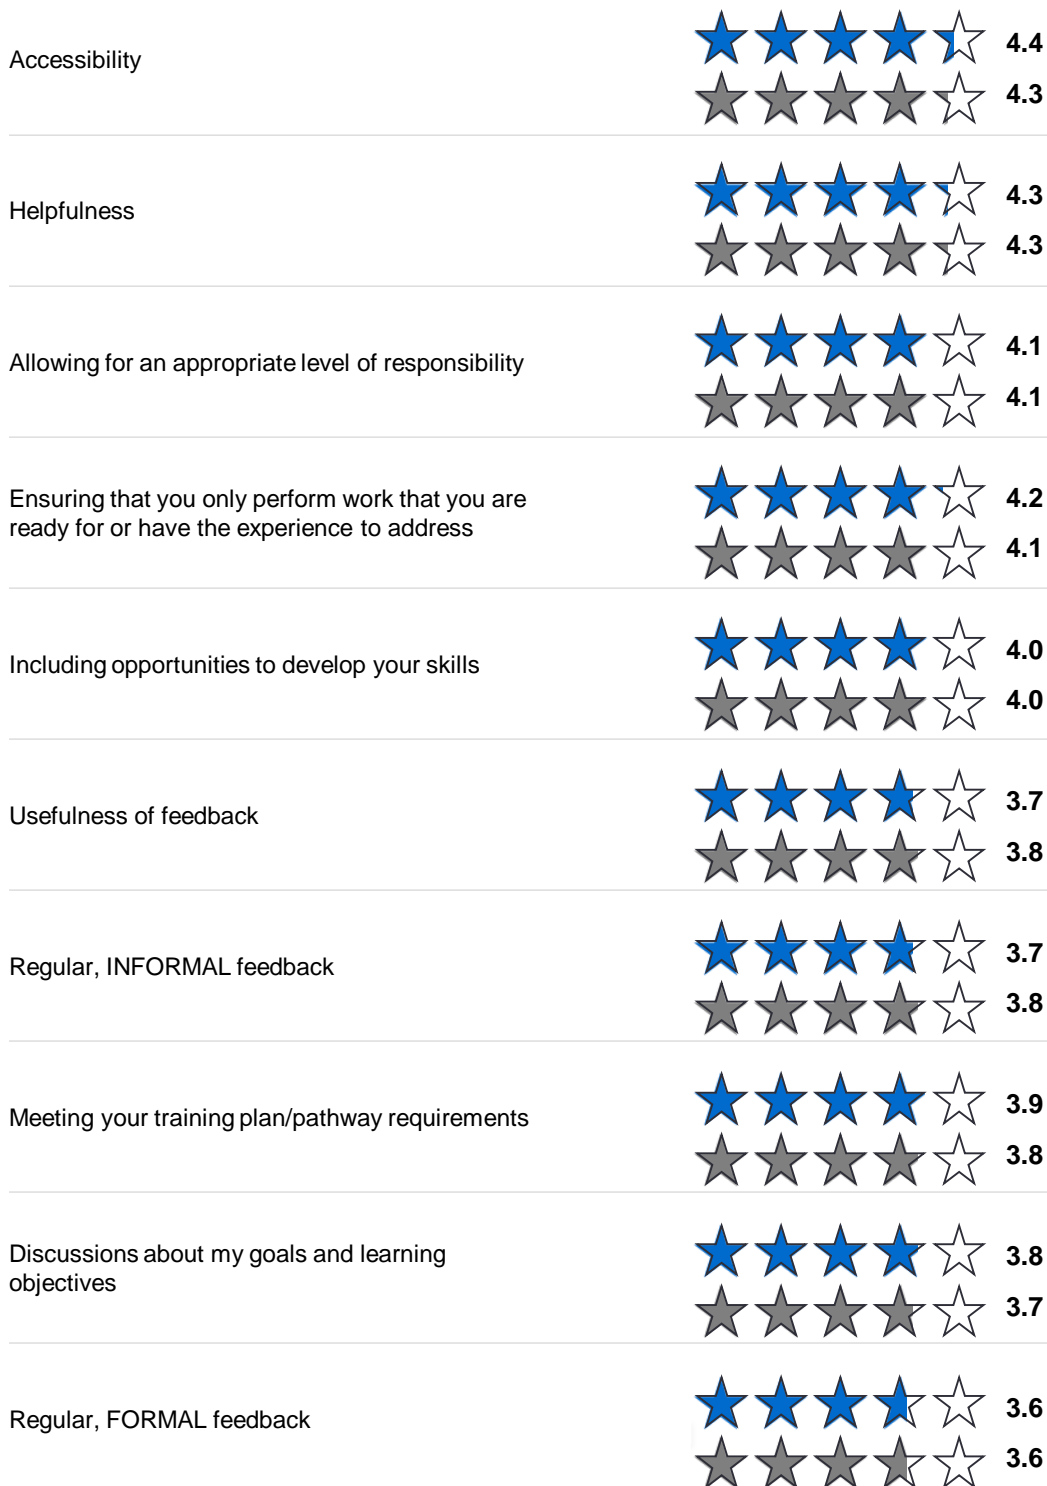 Accessibility
4.4
4.3
Helpfulness
4.3
4.3
Allowing for an appropriate level of responsibility
4.1
4.1
Ensuring that you only perform work that you are
ready for or have the experience to address
4.2
4.1
Including opportunities to develop your skills
4.0
4.0
Usefulness of feedback
3.7
3.8
Regular, INFORMAL feedback
3.7
3.8
Meeting your training plan/pathway requirements
3.9
3.8
Discussions about my goals and learning
objectives
3.8
3.7
Regular, FORMAL feedback
3.6
3.6